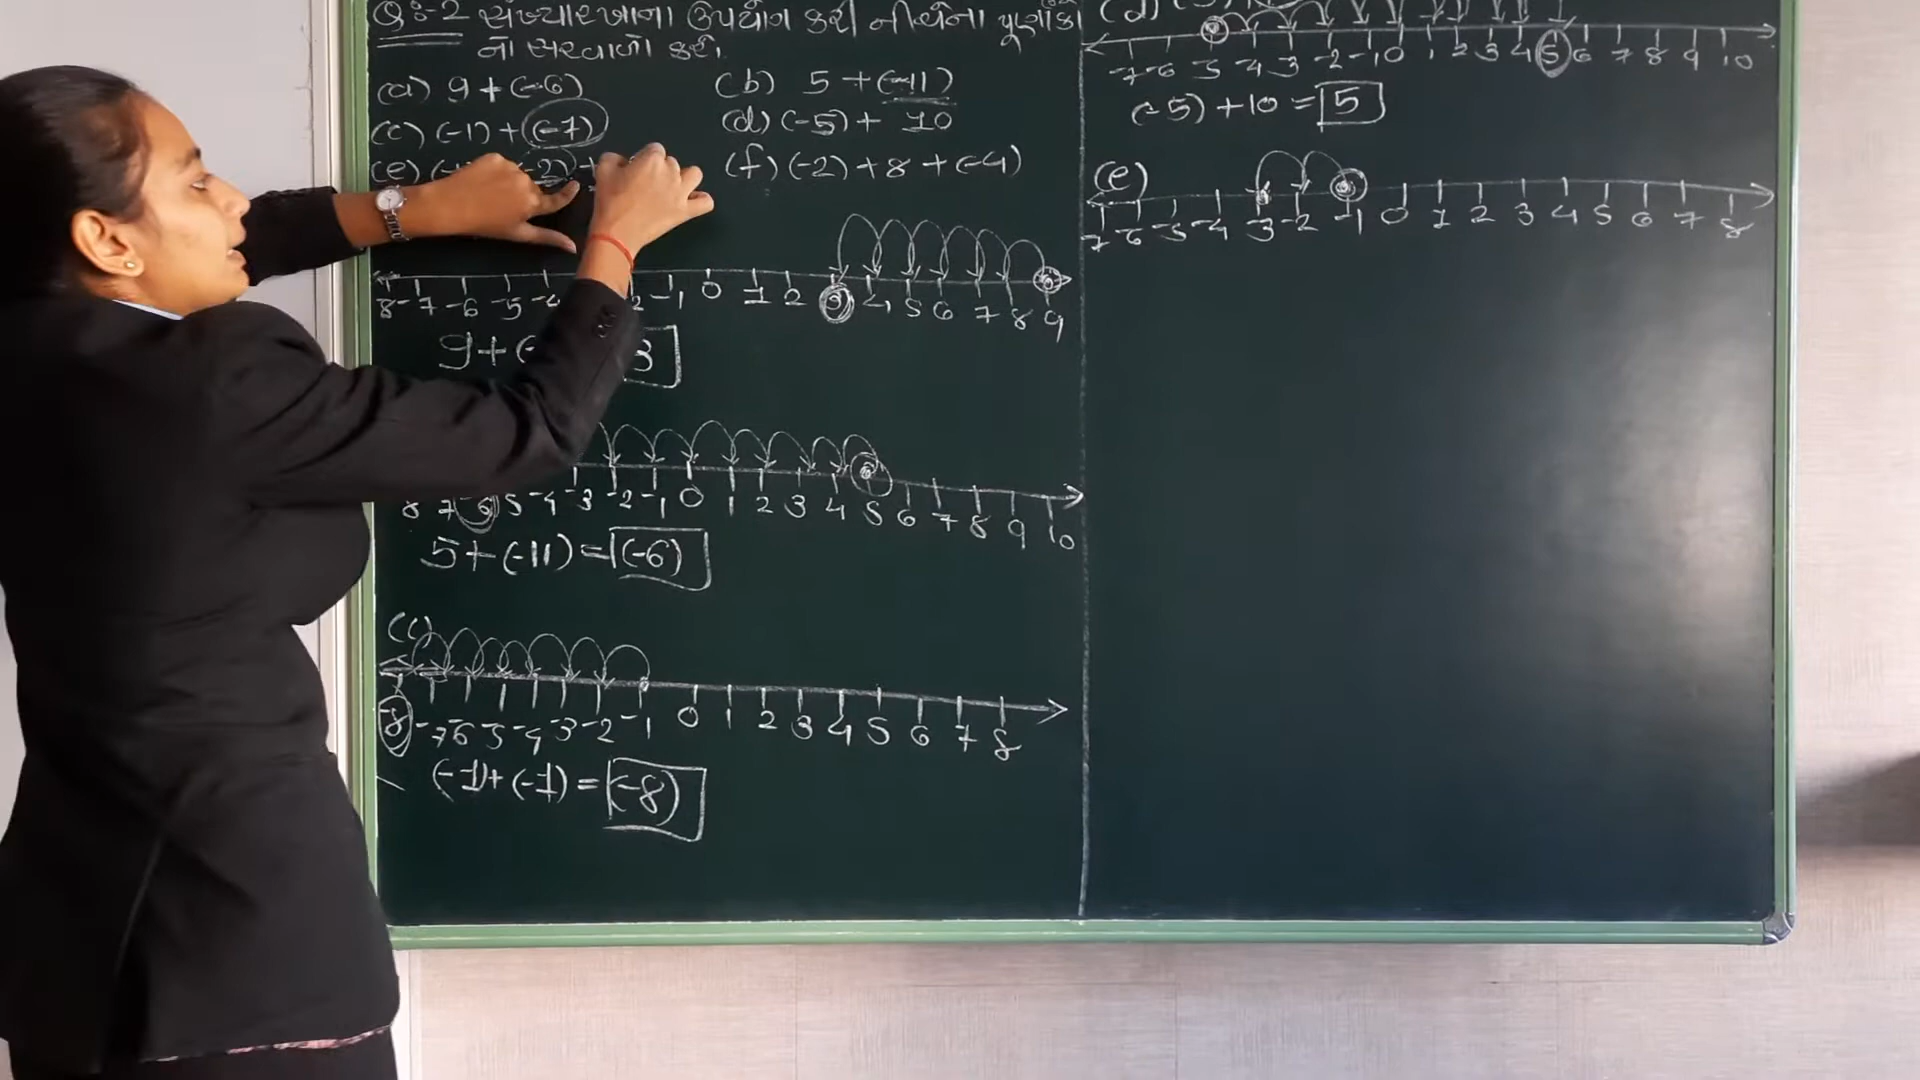 Q:-2 સંખ્યારેખાના ઉપયોગ કરી નીચેના પૂર્ણાંકો
નો સરવાળો કરો.
(a) 9 + (-6) (b) 5 + (-11)
(c) (-1) + (-7) (d) (-5) + 10
(e) (-2) + (f) (-2) + 8 + (-4)
8 -7 -6 -5 -4 -1 0 1 2 3 4 5 6 7 8 9
9 + ( 3
8 7 -6 5 -4 -3 -2 -1 0 1 2 3 4 5 6 7 8 9 10
5 + (-11) = (-6)
(c)
-8 -7 -6 -5 -4 -3 -2 -1 0 1 2 3 4 5 6 7 8
(-1) + (-7) = (-8)
(d)
-7 -6 5 -4 -3 -2 -1 0 1 2 3 4 5 6 7 8 9 10
(-5) + 10 = 5
(e)
-7 -6 -5 -4 -3 -2 -1 0 1 2 3 4 5 6 7 8